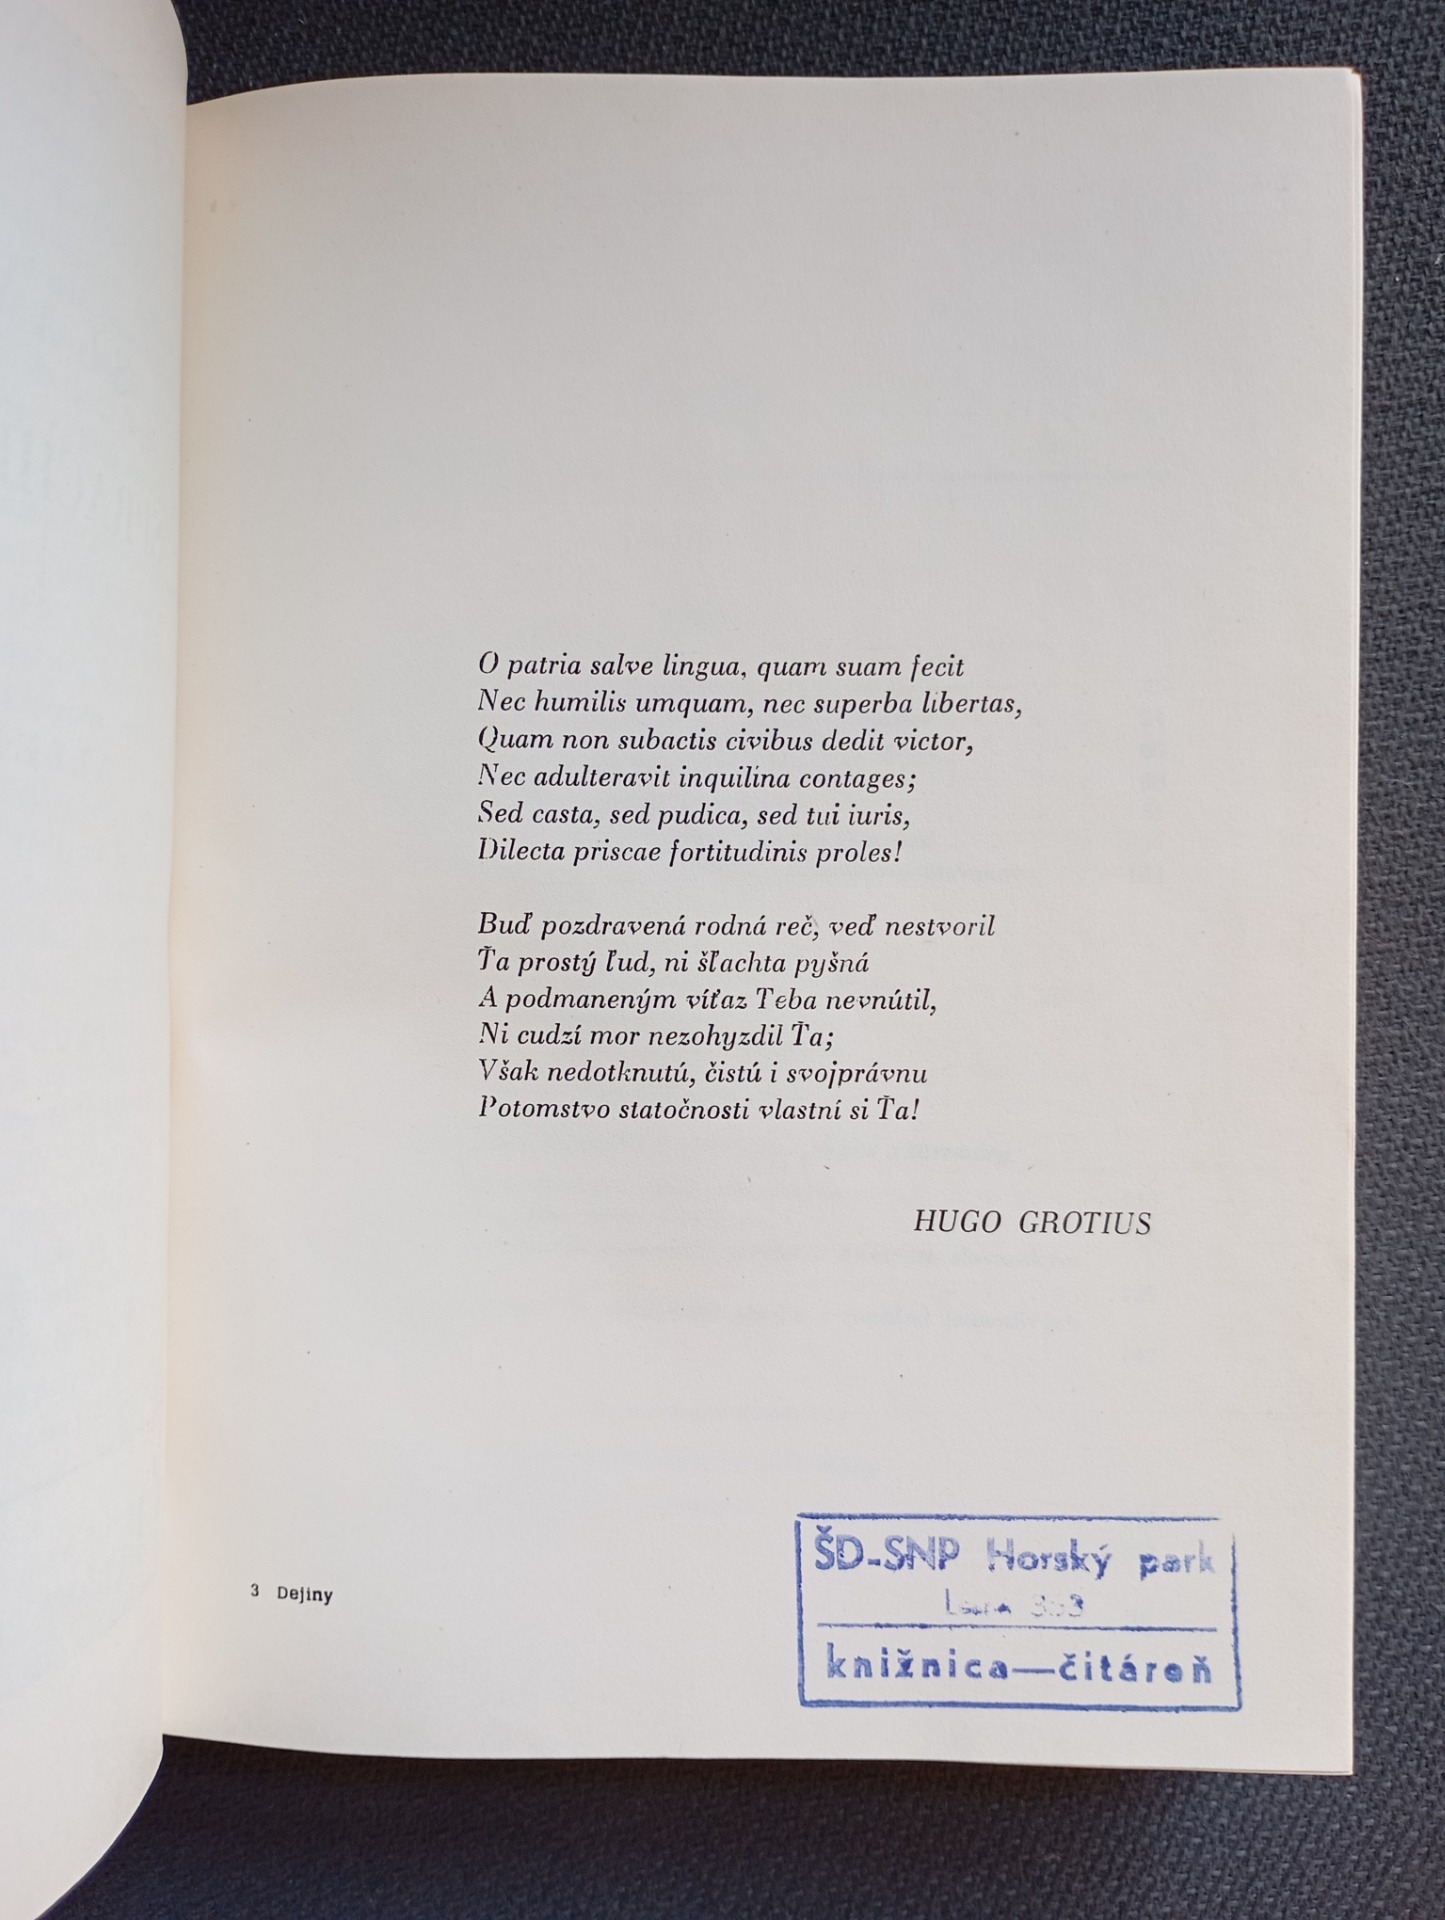 O patria salve lingua, quam suam fecit
Nec humilis umquam, nec superba libertas,
Quam non subactis civibus dedit victor,
Nec adulteravit inquilina contages;
Sed casta, sed pudica, sed tui iuris,
Dilecta priscae fortitudinis proles!
Buď pozdravená rodná reč, veď nestvoril
Ťa prostý ľud, ni šľachta pyšná
A podmaneným víťaz Teba nevnútil,
Ni cudzí mor nezohyzdil Ťa;
Však nedotknutú, čistú i svojprávnu
Potomstvo statočnosti vlastní si Ťa!
HUGO GROTIUS
3 Dejiny
ŠD-SNP Horský park
knižnica—čitáreň